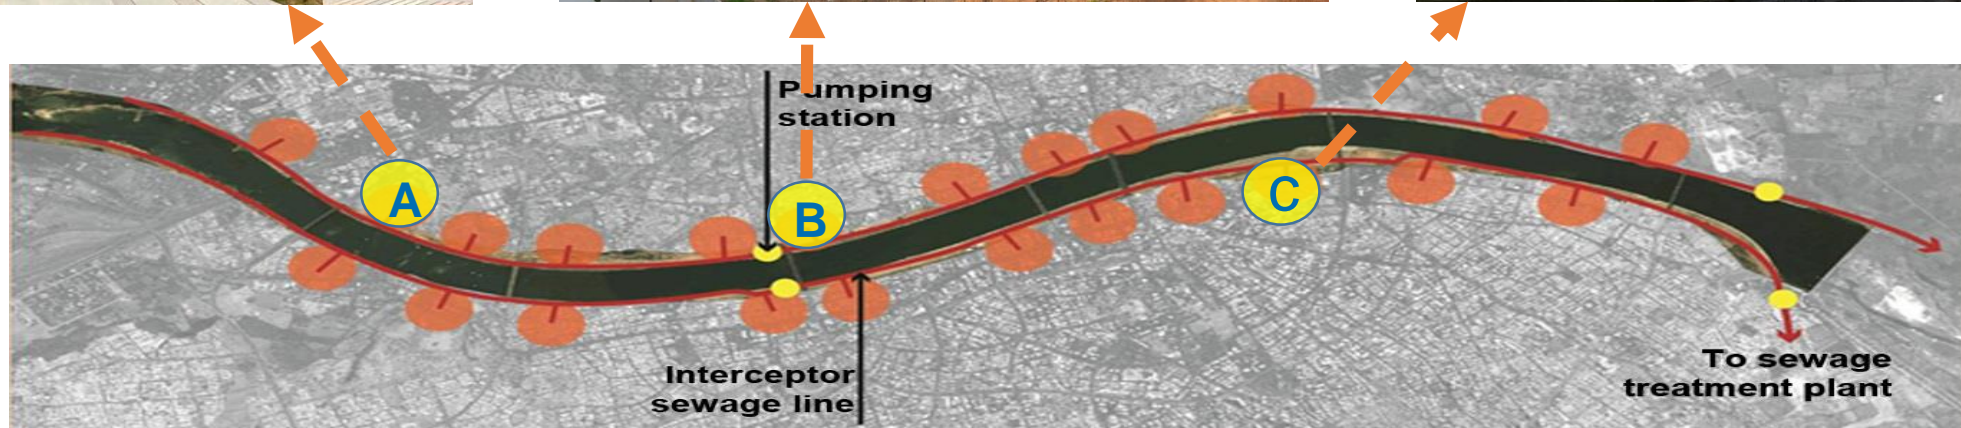 Pumping
station
A
B
C
Interceptor
sewage line
To sewage
treatment plant